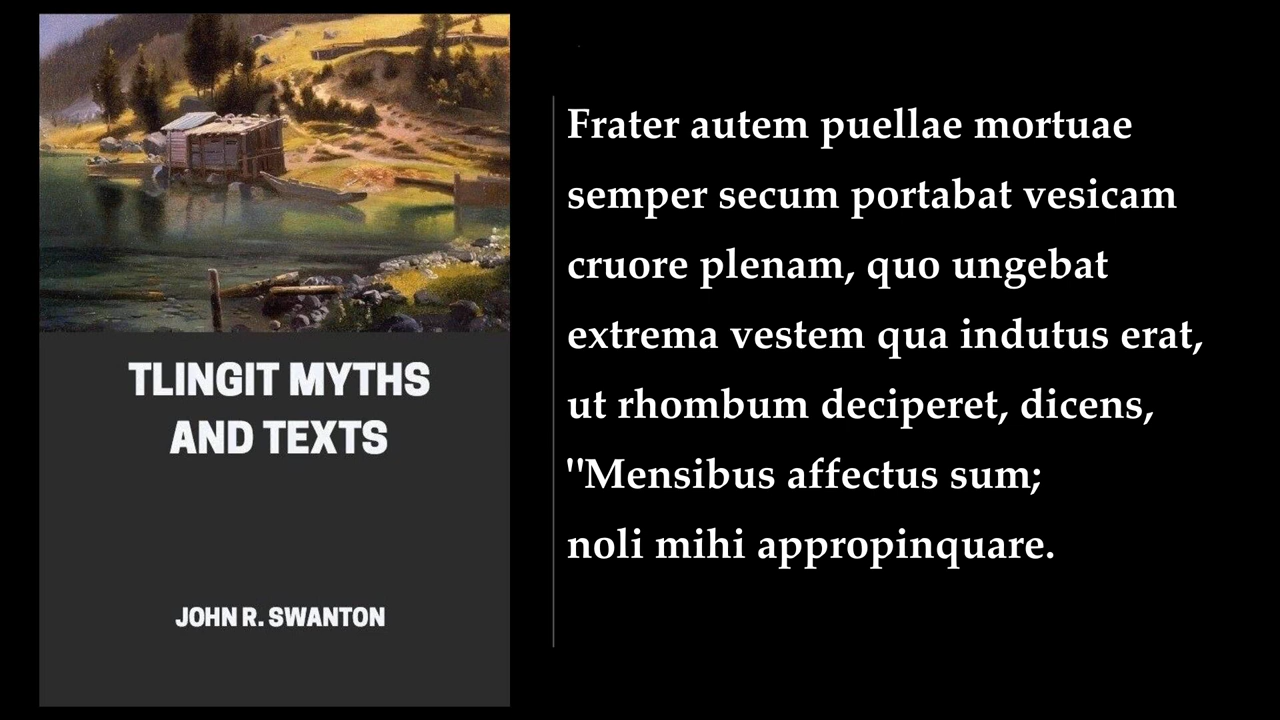 TLINGIT MYTHS
AND TEXTS
JOHN R. SWANTON
Frater autem puellae mortuae
semper secum portabat vesicam
cruore plenam, quo ungebat
extrema vestem qua indutus erat,
ut rhombum deciperet, dicens,
"Mensibus affectus sum;
noli mihi appropinquare.